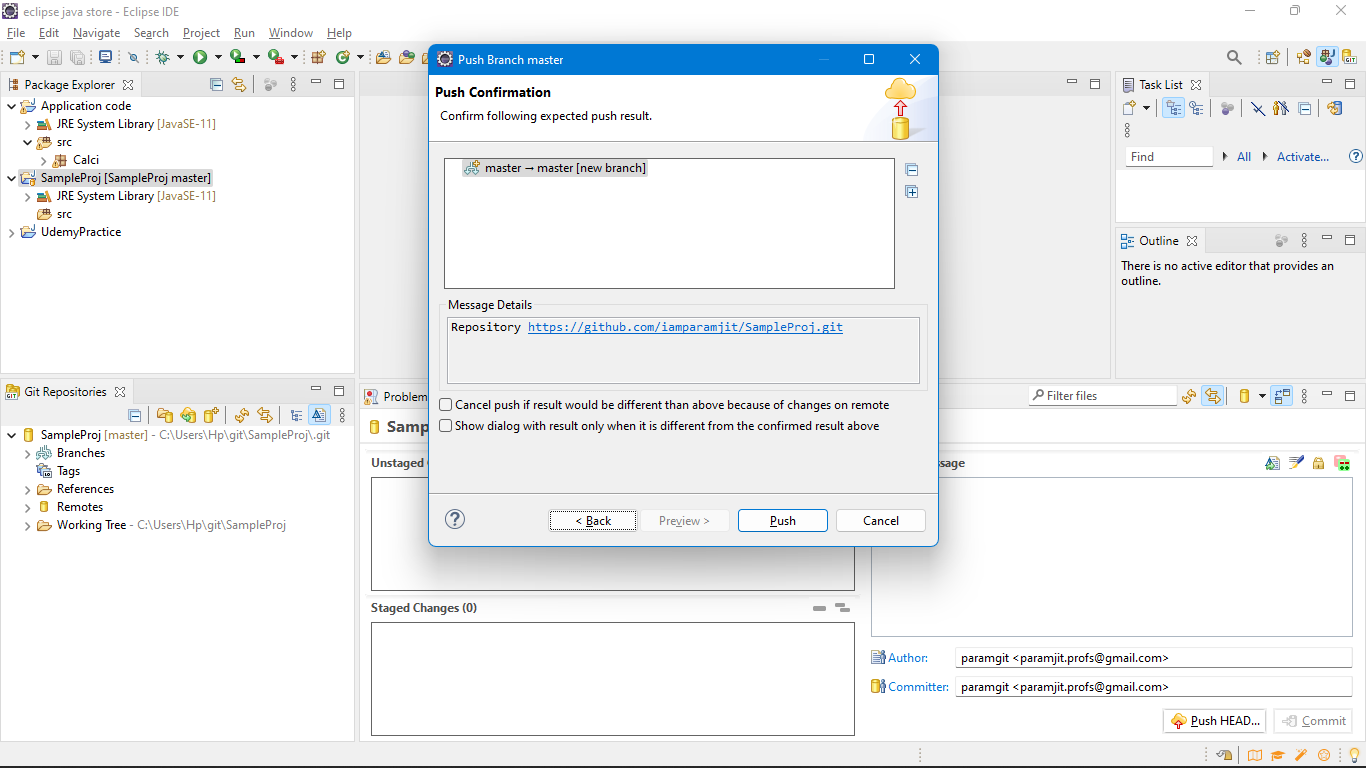 eclipse java store - Eclipse IDE
File Edit Navigate Search Project Run Window Help
Package Explorer
Application code
JRE System Library [JavaSE-11]
src
Calci
SampleProj [SampleProj master]
JRE System Library [JavaSE-11]
src
UdemyPractice
Git Repositories
SampleProj [master] - C:\Users\Hp\git\SampleProj\.git
Branches
Tags
References
Remotes
Working Tree - C:\Users\Hp\git\SampleProj
Push Branch master
Push Confirmation
Confirm following expected push result.
master → master [new branch]
Message Details
Repository https://github.com/iamparamjit/SampleProj.git
Cancel push if result would be different than above because of changes on remote
Show dialog with result only when it is different from the confirmed result above
< Back Preview > Push Cancel
Task List
Find All Activate...
Outline
There is no active editor that provides an
outline.
Problem
Filter files
Samp
Unstaged
ssage
Staged Changes (0)
Author: paramgit <paramjit.profs@gmail.com>
Committer: paramgit <paramjit.profs@gmail.com>
Push HEAD... Commit